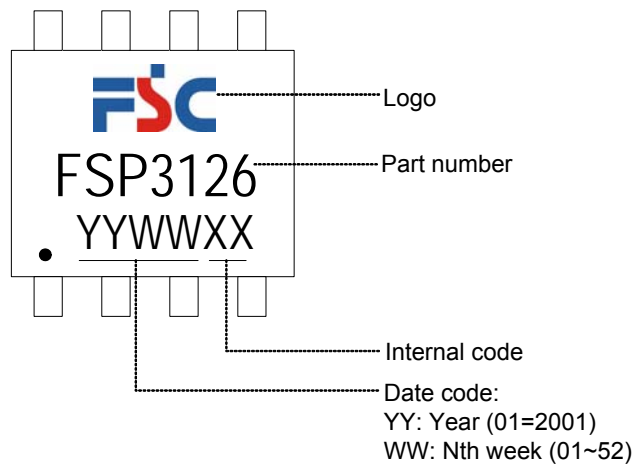 FSC
Logo
FSP3126
Part number
YYWWXX
Internal code
Date code:
YY: Year (01=2001)
WW: Nth week (01~52)